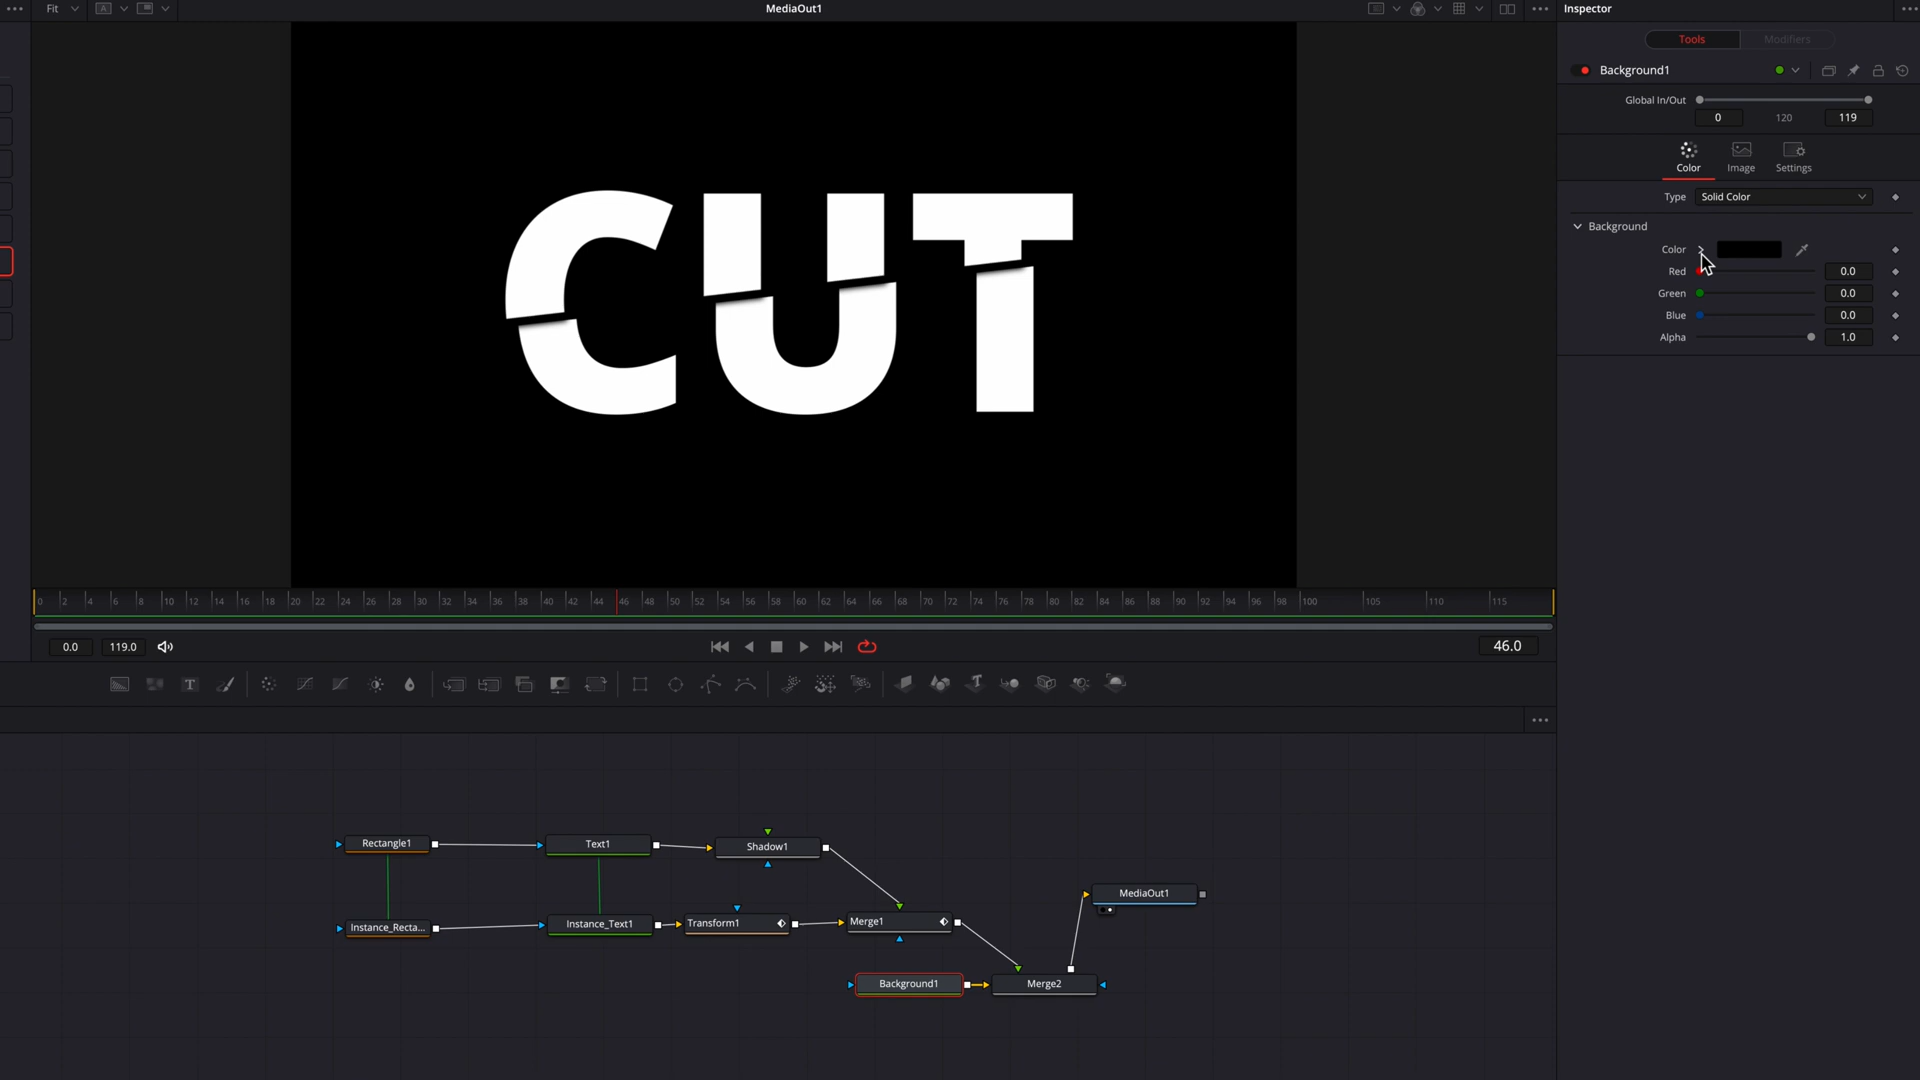 Fit
MediaOut1
Inspector
Tools
Modifiers
Background1
Global In/Out
0
120
119
Color
Image
Settings
Type
Solid Color
Background
Color
Red
0.0
Green
0.0
Blue
0.0
Alpha
1.0
CUT
0 2 4 6 8 10 12 14 16 18 20 22 24 26 28 30 32 34 36 38 40 42 44 46 48 50 52 54 56 58 60 62 64 66 68 70 72 74 76 78 80 82 84 86 88 90 92 94 96 98 100 105 110 115
0.0
119.0
46.0
Rectangle1
Text1
Shadow1
MediaOut1
Instance_Recta...
Instance_Text1
Transform1
Merge1
Background1
Merge2